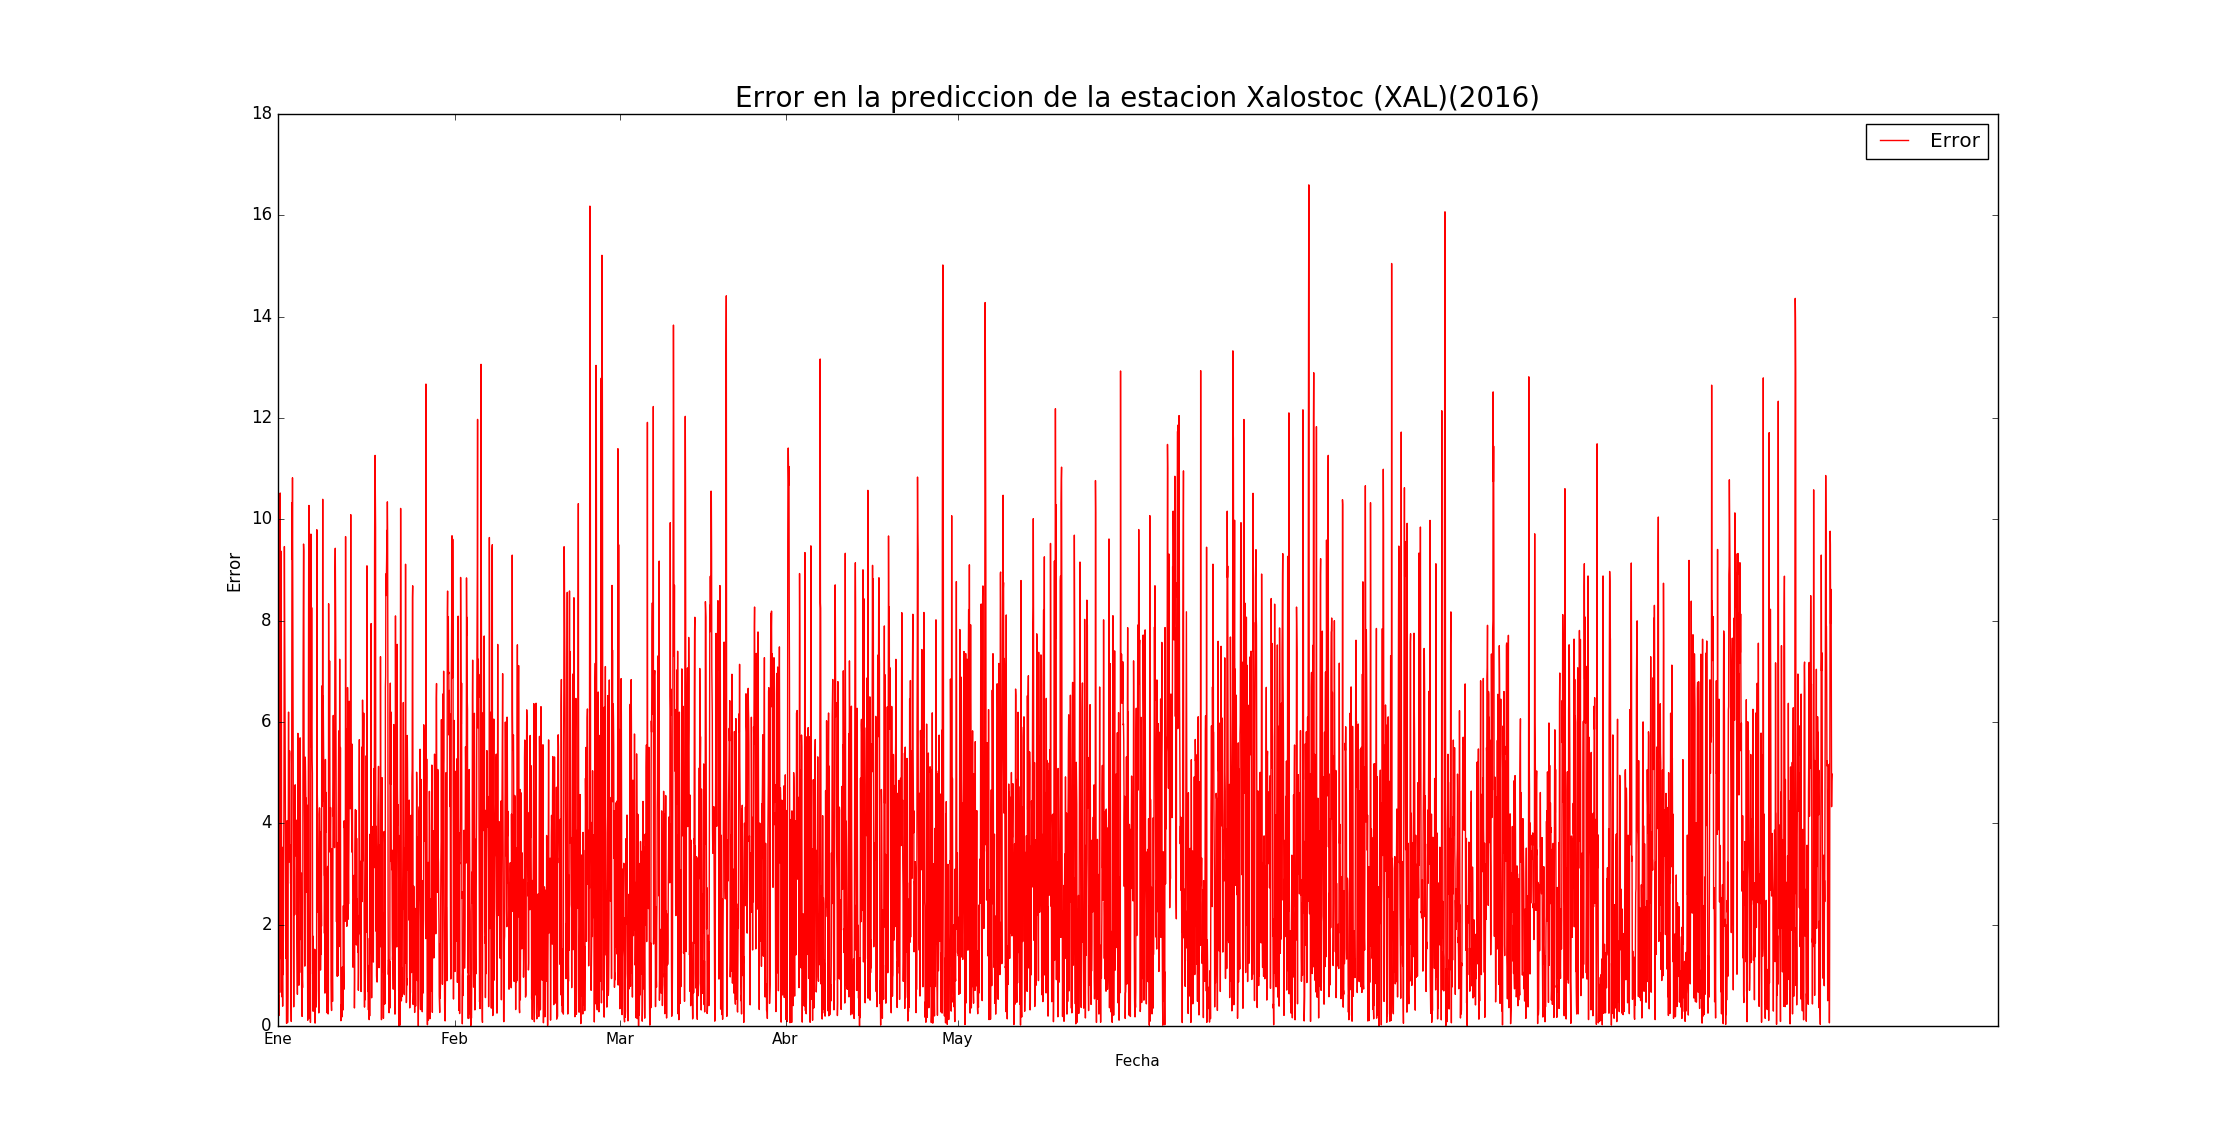 Error en la prediccion de la estacion Xalostoc (XAL)(2016)
Error
18
16
14
12
10
8
6
4
2
0
Error
Ene Feb Mar Abr May
Fecha